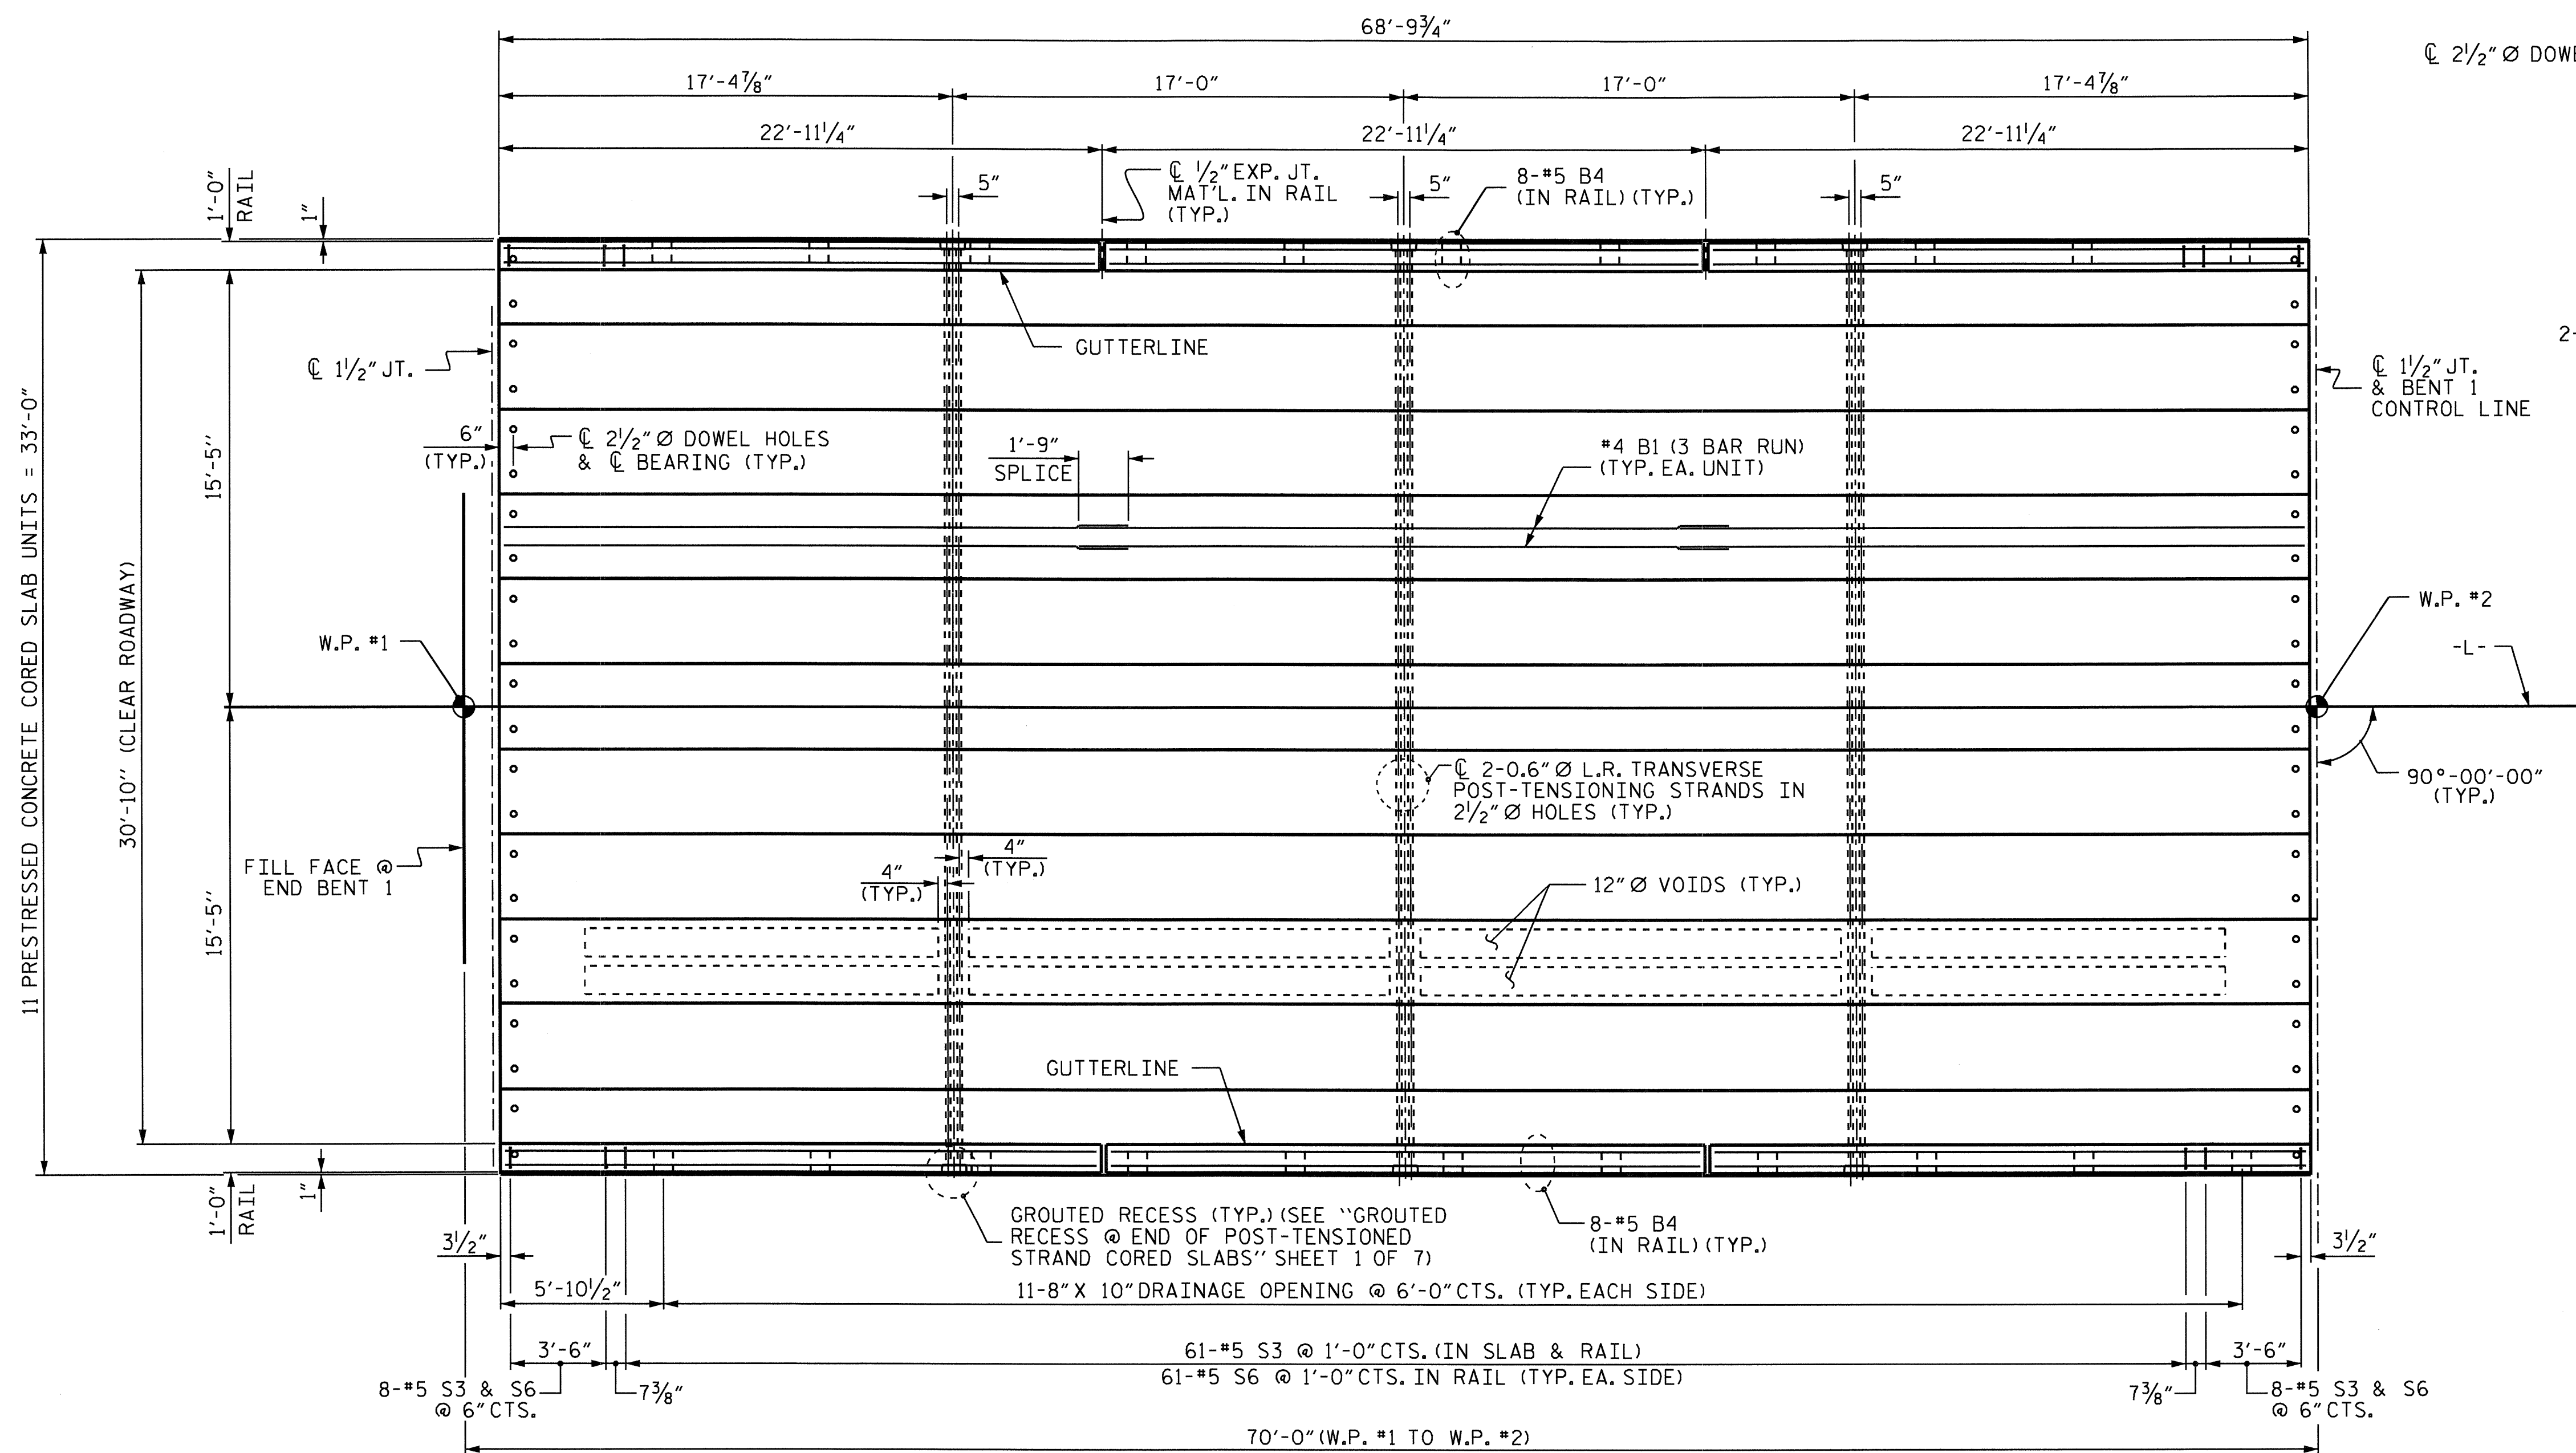 68'-9¾"
℄ 2½" Ø DOWE
17'-4⅞"
17'-0"
17'-0"
17'-4⅞"
22'-11¼"
22'-11¼"
22'-11¼"
1'-0"
RAIL
1"
5"
℄ ½" EXP. JT.
MAT'L. IN RAIL
(TYP.)
5"
8-#5 B4
(IN RAIL) (TYP.)
5"
GUTTERLINE
℄ 1½" JT.
2-
℄ 1½" JT.
& BENT 1
CONTROL LINE
11 PRESTRESSED CONCRETE CORED SLAB UNITS = 33'-0"
30'-10" (CLEAR ROADWAY)
15'-5"
6"
(TYP.)
℄ 2½" Ø DOWEL HOLES
& ℄ BEARING (TYP.)
1'-9"
SPLICE
#4 B1 (3 BAR RUN)
(TYP. EA. UNIT)
W.P. #1
W.P. #2
-L-
90°-00'-00"
(TYP.)
℄ 2-0.6" Ø L.R. TRANSVERSE
POST-TENSIONING STRANDS IN
2½" Ø HOLES (TYP.)
FILL FACE @
END BENT 1
15'-5"
4"
(TYP.)
4"
(TYP.)
12" Ø VOIDS (TYP.)
GUTTERLINE
1'-0"
RAIL
1"
3½"
GROUTED RECESS (TYP.) (SEE "GROUTED
RECESS @ END OF POST-TENSIONED
STRAND CORED SLABS" SHEET 1 OF 7)
8-#5 B4
(IN RAIL) (TYP.)
3½"
5'-10½"
11-8" X 10" DRAINAGE OPENING @ 6'-0" CTS. (TYP. EACH SIDE)
3'-6"
61-#5 S3 @ 1'-0" CTS. (IN SLAB & RAIL)
61-#5 S6 @ 1'-0" CTS. IN RAIL (TYP. EA. SIDE)
3'-6"
8-#5 S3 & S6
@ 6" CTS.
7⅜"
7⅜"
8-#5 S3 & S6
@ 6" CTS.
70'-0" (W.P. #1 TO W.P. #2)